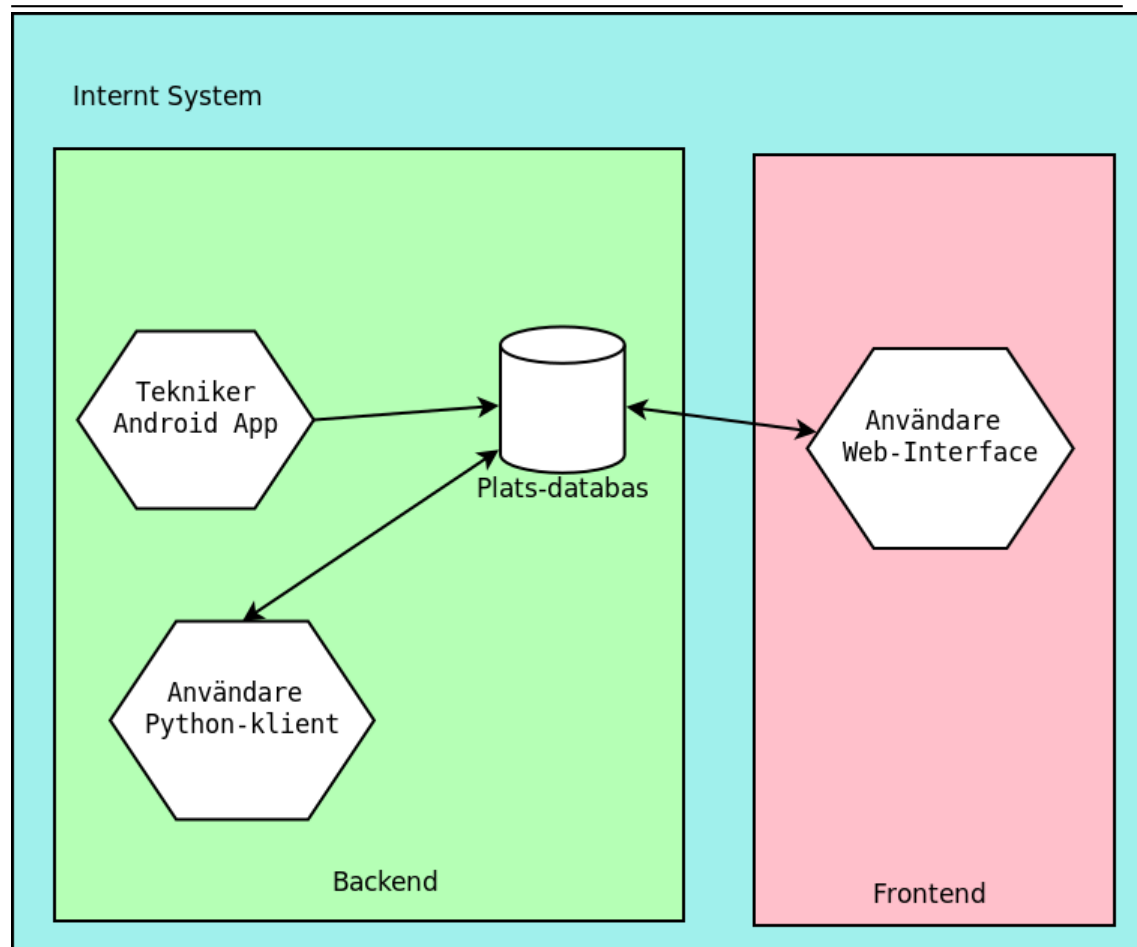 Internt System
Tekniker
Android App
Plats-databas
Användare
Web-Interface
Användare
Python-klient
Backend
Frontend